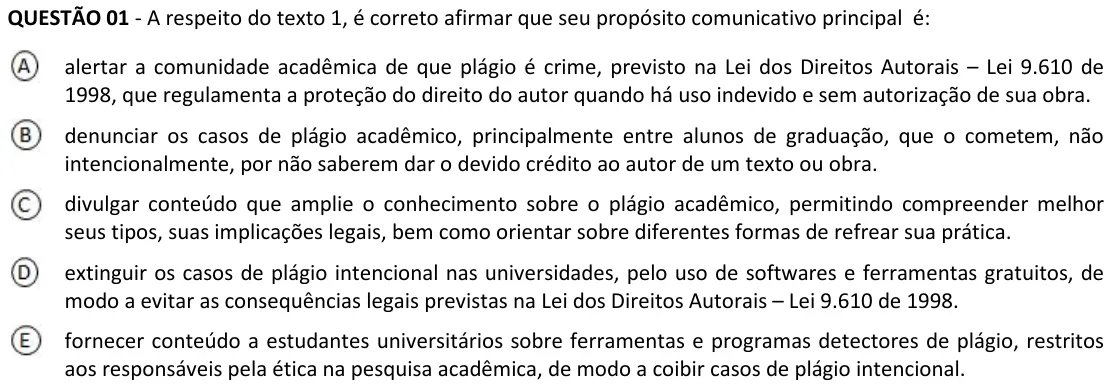 QUESTÃO 01 - A respeito do texto 1, é correto afirmar que seu propósito comunicativo principal é:
A alertar a comunidade acadêmica de que plágio é crime, previsto na Lei dos Direitos Autorais – Lei 9.610 de
1998, que regulamenta a proteção do direito do autor quando há uso indevido e sem autorização de sua obra.
B denunciar os casos de plágio acadêmico, principalmente entre alunos de graduação, que o cometem, não
intencionalmente, por não saberem dar o devido crédito ao autor de um texto ou obra.
C divulgar conteúdo que amplie o conhecimento sobre o plágio acadêmico, permitindo compreender melhor
seus tipos, suas implicações legais, bem como orientar sobre diferentes formas de refrear sua prática.
D extinguir os casos de plágio intencional nas universidades, pelo uso de softwares e ferramentas gratuitos, de
modo a evitar as consequências legais previstas na Lei dos Direitos Autorais – Lei 9.610 de 1998.
E fornecer conteúdo a estudantes universitários sobre ferramentas e programas detectores de plágio, restritos
aos responsáveis pela ética na pesquisa acadêmica, de modo a coibir casos de plágio intencional.